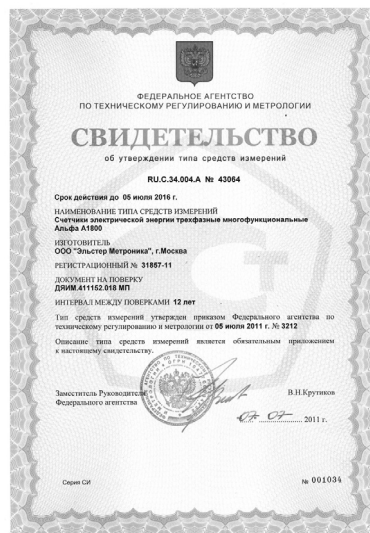 ФЕДЕРАЛЬНОЕ АГЕНТСТВО
ПО ТЕХНИЧЕСКОМУ РЕГУЛИРОВАНИЮ И МЕТРОЛОГИИ
СВИДЕТЕЛЬСТВО
об утверждении типа средств измерений
RU.C.34.004.A № 43064
Срок действия до 05 июля 2016 г.
НАИМЕНОВАНИЕ ТИПА СРЕДСТВ ИЗМЕРЕНИЙ
Счетчики электрической энергии трехфазные многофункциональные
Альфа А1800
ИЗГОТОВИТЕЛЬ
ООО "Эльстер Метроника", г.Москва
РЕГИСТРАЦИОННЫЙ № 31857-11
ДОКУМЕНТ НА ПОВЕРКУ
ДЯИМ.411152.018 МП
ИНТЕРВАЛ МЕЖДУ ПОВЕРКАМИ 12 лет
Тип средств измерений утвержден приказом Федерального агентства по
техническому регулированию и метрологии от 05 июля 2011 г. № 3212
Описание типа средств измерений является обязательным приложением
к настоящему свидетельству.
Заместитель Руководителя В.Н.Крутиков
Федерального агентства
07 07 2011 г.
Серия СИ № 001034